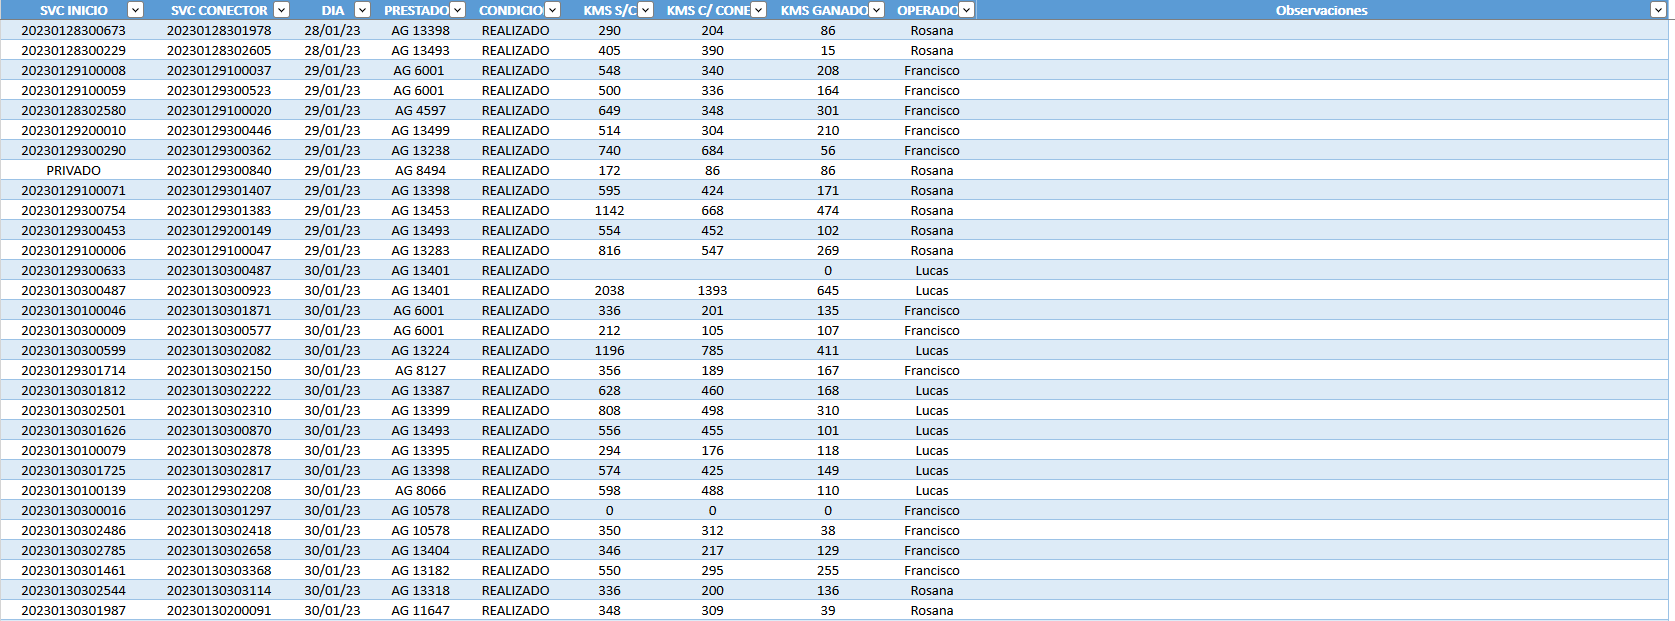 SVC INICIO SVC CONECTOR DIA PRESTADO CONDICIO KMS S/C KMS C/ CONE KMS GANADO OPERADO Observaciones
20230128300673 20230128301978 28/01/23 AG 13398 REALIZADO 290 204 86 Rosana
20230128300229 20230128302605 28/01/23 AG 13493 REALIZADO 405 390 15 Rosana
20230129100008 20230129100037 29/01/23 AG 6001 REALIZADO 548 340 208 Francisco
20230129100059 20230129300523 29/01/23 AG 6001 REALIZADO 500 336 164 Francisco
20230128302580 20230129100020 29/01/23 AG 4597 REALIZADO 649 348 301 Francisco
20230129200010 20230129300446 29/01/23 AG 13499 REALIZADO 514 304 210 Francisco
20230129300290 20230129300362 29/01/23 AG 13238 REALIZADO 740 684 56 Francisco
PRIVADO 20230129300840 29/01/23 AG 8494 REALIZADO 172 86 86 Rosana
20230129100071 20230129301407 29/01/23 AG 13398 REALIZADO 595 424 171 Rosana
20230129300754 20230129301383 29/01/23 AG 13453 REALIZADO 1142 668 474 Rosana
20230129300453 20230129200149 29/01/23 AG 13493 REALIZADO 554 452 102 Rosana
20230129100006 20230129100047 29/01/23 AG 13283 REALIZADO 816 547 269 Rosana
20230129300633 20230130300487 30/01/23 AG 13401 REALIZADO 0 Lucas
20230130300487 20230130300923 30/01/23 AG 13401 REALIZADO 2038 1393 645 Lucas
20230130100046 20230130301871 30/01/23 AG 6001 REALIZADO 336 201 135 Francisco
20230130300009 20230130300577 30/01/23 AG 6001 REALIZADO 212 105 107 Francisco
20230130300599 20230130302082 30/01/23 AG 13224 REALIZADO 1196 785 411 Lucas
20230129301714 20230130302150 30/01/23 AG 8127 REALIZADO 356 189 167 Francisco
20230130301812 20230130302222 30/01/23 AG 13387 REALIZADO 628 460 168 Lucas
20230130302501 20230130302310 30/01/23 AG 13399 REALIZADO 808 498 310 Lucas
20230130301626 20230130300870 30/01/23 AG 13493 REALIZADO 556 455 101 Lucas
20230130100079 20230130302878 30/01/23 AG 13395 REALIZADO 294 176 118 Lucas
20230130301725 20230130302817 30/01/23 AG 13398 REALIZADO 574 425 149 Lucas
20230130100139 20230129302208 30/01/23 AG 8066 REALIZADO 598 488 110 Lucas
20230130300016 20230130301297 30/01/23 AG 10578 REALIZADO 0 0 0 Francisco
20230130302486 20230130302418 30/01/23 AG 10578 REALIZADO 350 312 38 Francisco
20230130302785 20230130302658 30/01/23 AG 13404 REALIZADO 346 217 129 Francisco
20230130301461 20230130303368 30/01/23 AG 13182 REALIZADO 550 295 255 Francisco
20230130302544 20230130303114 30/01/23 AG 13318 REALIZADO 336 200 136 Rosana
20230130301987 20230130200091 30/01/23 AG 11647 REALIZADO 348 309 39 Rosana